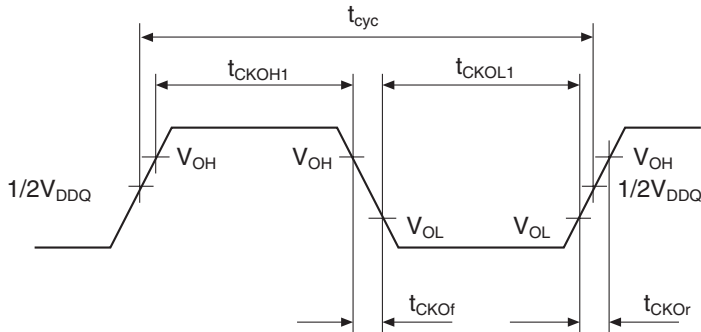 tcyc
tCKOH1 tCKOL1
VOH VOH VOH
1/2VDDQ 1/2VDDQ
VOL VOL
tCKOf tCKOr